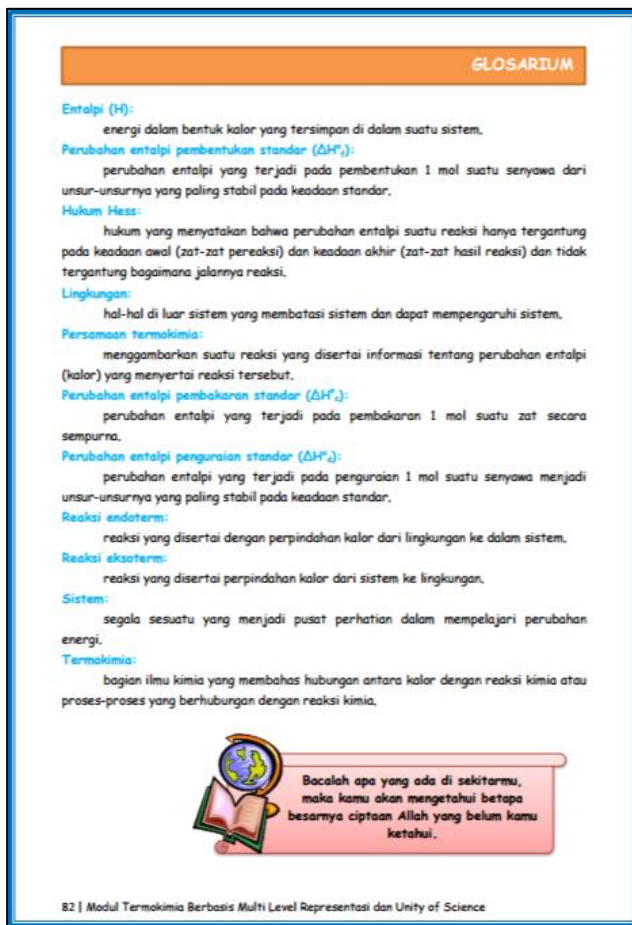 GLOSARIUM
Entalpi (H):
energi dalam bentuk kalor yang tersimpan di dalam suatu sistem.
Perubahan entalpi pembentukan standar (ΔH°f):
perubahan entalpi yang terjadi pada pembentukan 1 mol suatu senyawa dari
unsur-unsurnya yang paling stabil pada keadaan standar.
Hukum Hess:
hukum yang menyatakan bahwa perubahan entalpi suatu reaksi hanya tergantung
pada keadaan awal (zat-zat pereaksi) dan keadaan akhir (zat-zat hasil reaksi) dan tidak
tergantung bagaimana jalannya reaksi.
Lingkungan:
hal-hal di luar sistem yang membatasi sistem dan dapat mempengaruhi sistem.
Persamaan termokimia:
menggambarkan suatu reaksi yang disertai informasi tentang perubahan entalpi
(kalor) yang menyertai reaksi tersebut.
Perubahan entalpi pembakaran standar (ΔH°c):
perubahan entalpi yang terjadi pada pembakaran 1 mol suatu zat secara
sempurna.
Perubahan entalpi penguraian standar (ΔH°d):
perubahan entalpi yang terjadi pada penguraian 1 mol suatu senyawa menjadi
unsur-unsurnya yang paling stabil pada keadaan standar.
Reaksi endoterm:
reaksi yang disertai dengan perpindahan kalor dari lingkungan ke dalam sistem.
Reaksi eksoterm:
reaksi yang disertai perpindahan kalor dari sistem ke lingkungan.
Sistem:
segala sesuatu yang menjadi pusat perhatian dalam mempelajari perubahan
energi.
Termokimia:
bagian ilmu kimia yang membahas hubungan antara kalor dengan reaksi kimia atau
proses-proses yang berhubungan dengan reaksi kimia.
Bacalah apa yang ada di sekitarmu,
maka kamu akan mengetahui betapa
besarnya ciptaan Allah yang belum kamu
ketahui.
82 | Modul Termokimia Berbasis Multi Level Representasi dan Unity of Science